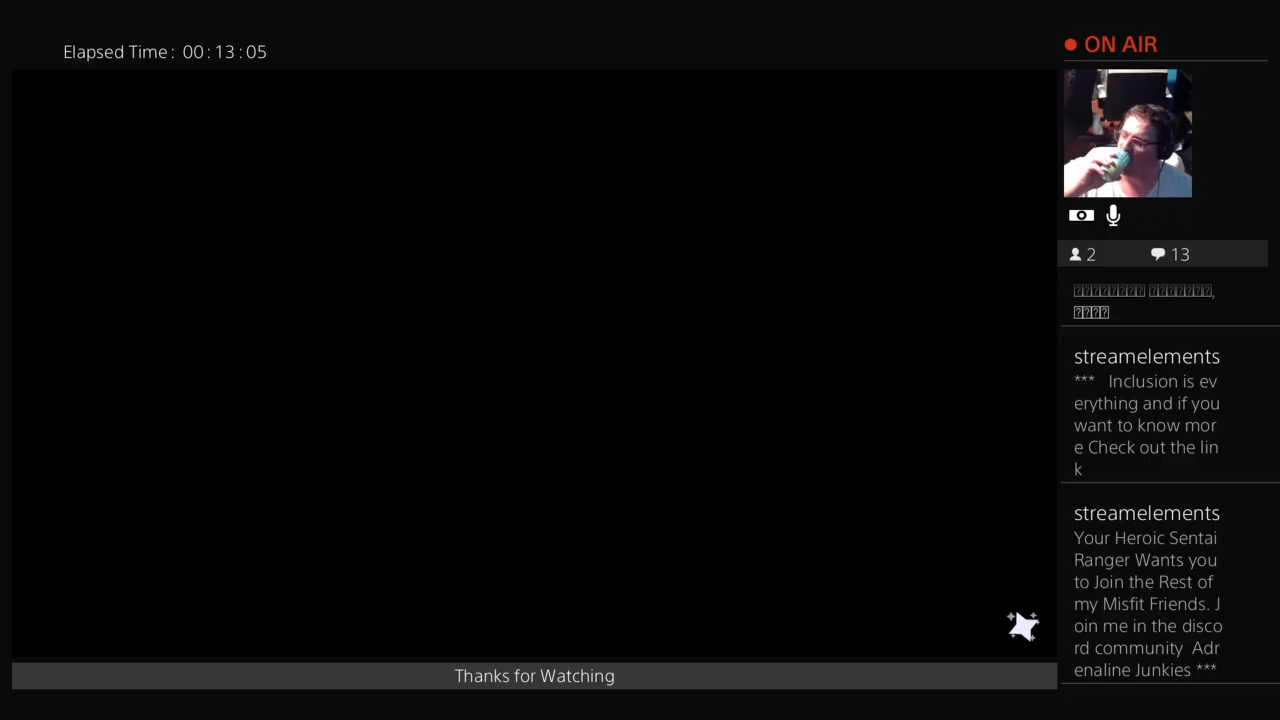 Elapsed Time: 00:13:05
ON AIR
2 13
streamelements
*** Inclusion is ev
erything and if you
want to know mor
e Check out the lin
k
streamelements
Your Heroic Sentai
Ranger Wants you
to Join the Rest of
my Misfit Friends. J
oin me in the disco
rd community Adr
enaline Junkies ***
Thanks for Watching